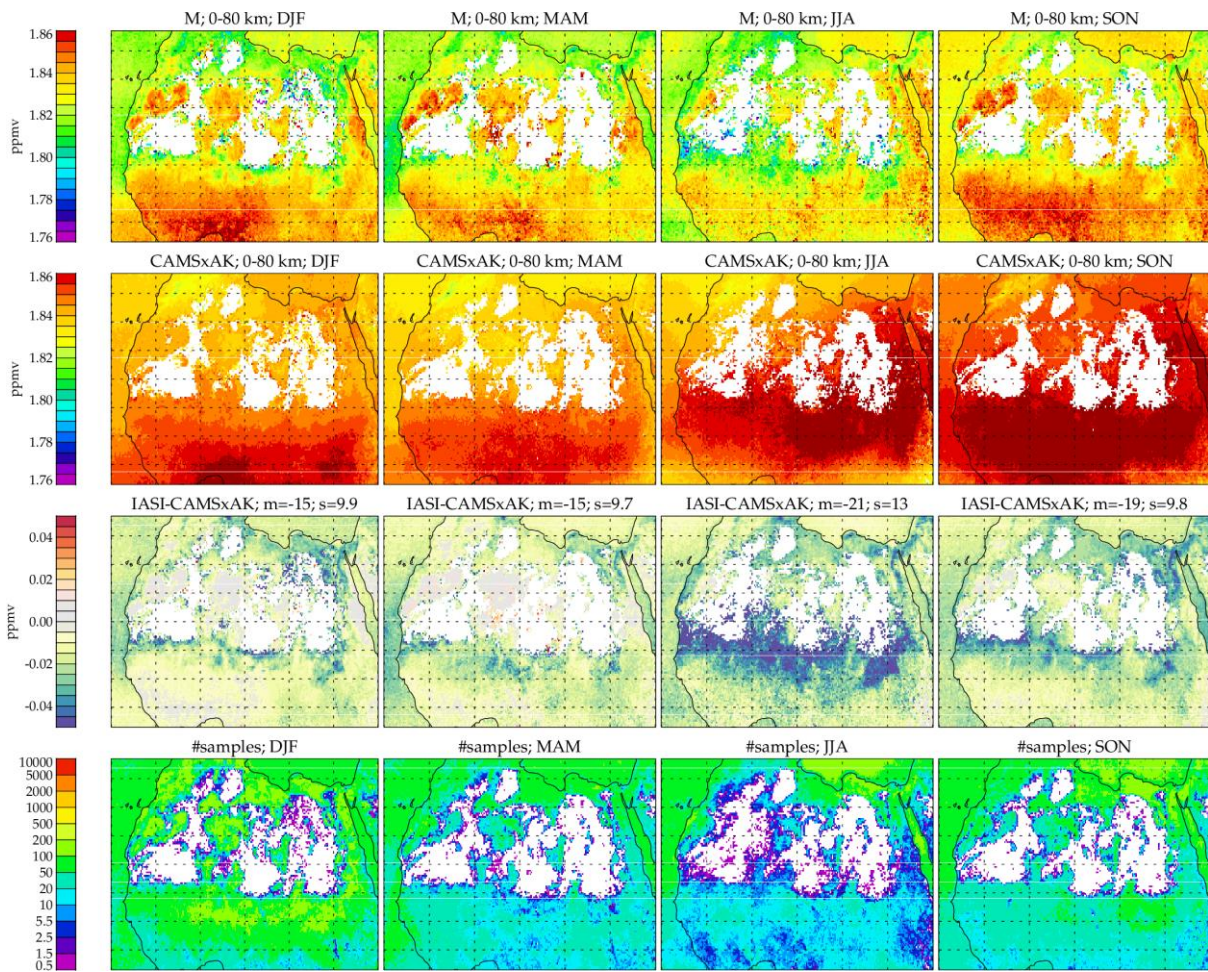 M; 0-80 km; DJF
M; 0-80 km; MAM
M; 0-80 km; JJA
M; 0-80 km; SON
1.86
1.84
1.82
1.80
1.78
1.76
ppmv
CAMSxAK; 0-80 km; DJF
CAMSxAK; 0-80 km; MAM
CAMSxAK; 0-80 km; JJA
CAMSxAK; 0-80 km; SON
1.86
1.84
1.82
1.80
1.78
1.76
ppmv
IASI-CAMSxAK; m=-15; s=9.9
IASI-CAMSxAK; m=-15; s=9.7
IASI-CAMSxAK; m=-21; s=13
IASI-CAMSxAK; m=-19; s=9.8
0.04
0.02
0.00
-0.02
-0.04
ppmv
#samples; DJF
#samples; MAM
#samples; JJA
#samples; SON
10000
5000
2000
1000
500
200
100
50
20
10
5.5
2.5
1.5
0.5